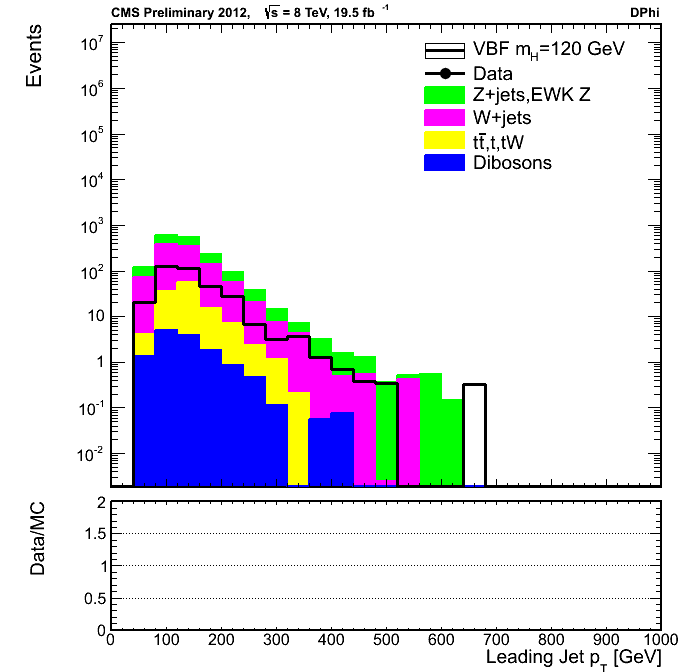 CMS Preliminary 2012, √s = 8 TeV, 19.5 fb⁻¹ DPhi
Events
10⁷
10⁶
10⁵
10⁴
10³
10²
10
1
10⁻¹
10⁻²
VBF m_H=120 GeV
Data
Z+jets,EWK Z
W+jets
tt̄,t,tW
Dibosons
Data/MC
2
1.5
1
0.5
0
0 100 200 300 400 500 600 700 800 900 1000
Leading Jet p_T [GeV]